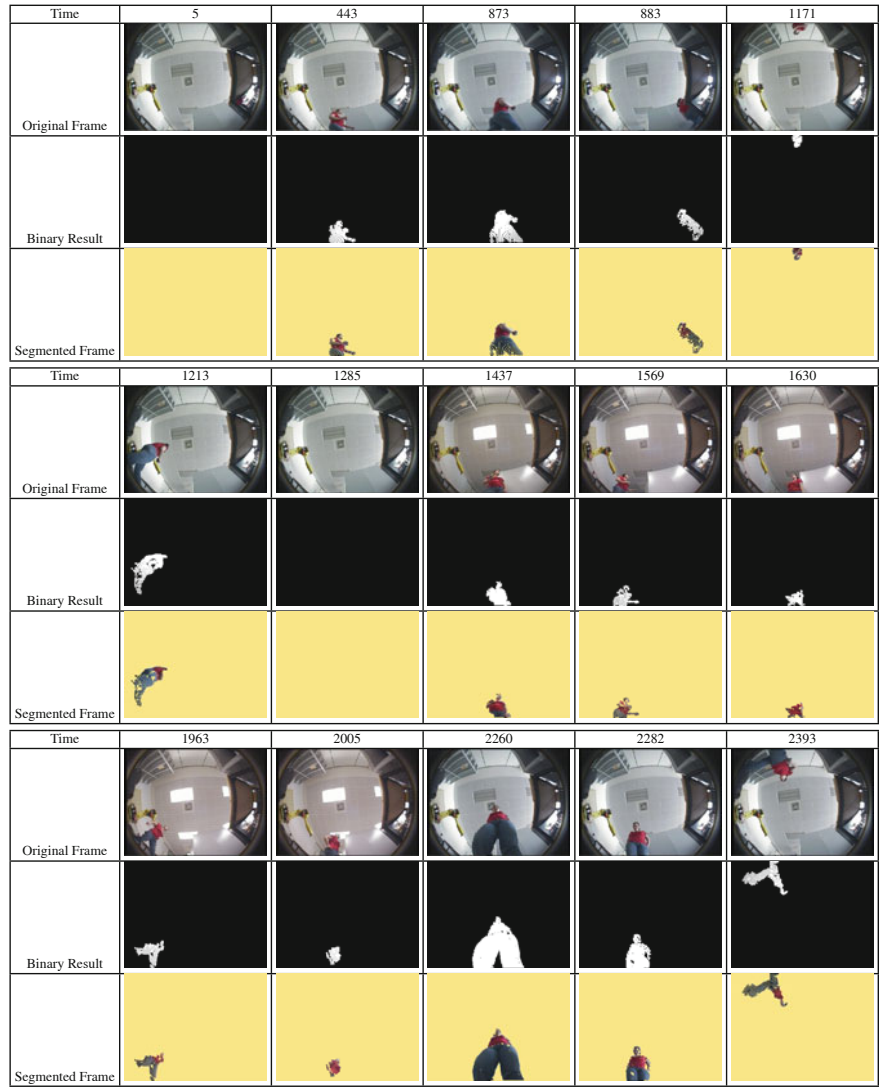 Time 5 443 873 883 1171
Original Frame
Binary Result
Segmented Frame
Time 1213 1285 1437 1569 1630
Original Frame
Binary Result
Segmented Frame
Time 1963 2005 2260 2282 2393
Original Frame
Binary Result
Segmented Frame